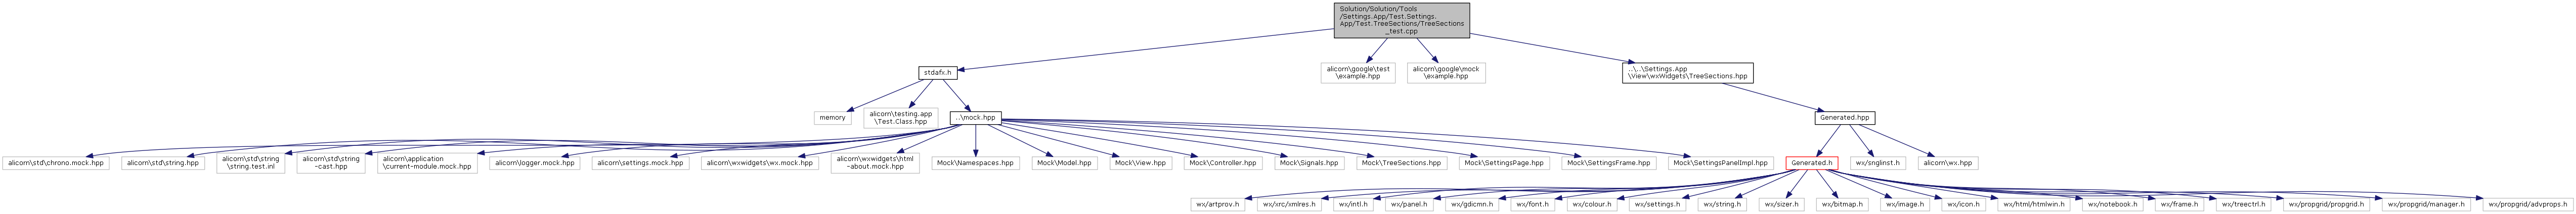 Solution/Solution/Tools
/Settings.App/Test.Settings.
App/Test.TreeSections/TreeSections
_test.cpp
stdafx.h
alicorn\google\test
\example.hpp
alicorn\google\mock
\example.hpp
..\..\Settings.App
\View\wxWidgets\TreeSections.hpp
memory
alicorn\testing.app
\Test.Class.hpp
..\mock.hpp
Generated.hpp
alicorn\std\chrono.mock.hpp
alicorn\std\string.hpp
alicorn\std\string
\string.test.inl
alicorn\std\string
-cast.hpp
alicorn\application
\current-module.mock.hpp
alicorn\logger.mock.hpp
alicorn\settings.mock.hpp
alicorn\wxwidgets\wx.mock.hpp
alicorn\wxwidgets\html
-about.mock.hpp
Mock\Namespaces.hpp
Mock\Model.hpp
Mock\View.hpp
Mock\Controller.hpp
Mock\Signals.hpp
Mock\TreeSections.hpp
Mock\SettingsPage.hpp
Mock\SettingsFrame.hpp
Mock\SettingsPanelImpl.hpp
Generated.h
wx/snglinst.h
alicorn\wx.hpp
wx/artprov.h
wx/xrc/xmlres.h
wx/intl.h
wx/panel.h
wx/gdicmn.h
wx/font.h
wx/colour.h
wx/settings.h
wx/string.h
wx/sizer.h
wx/bitmap.h
wx/image.h
wx/icon.h
wx/html/htmlwin.h
wx/notebook.h
wx/frame.h
wx/treectrl.h
wx/propgrid/propgrid.h
wx/propgrid/manager.h
wx/propgrid/advprops.h